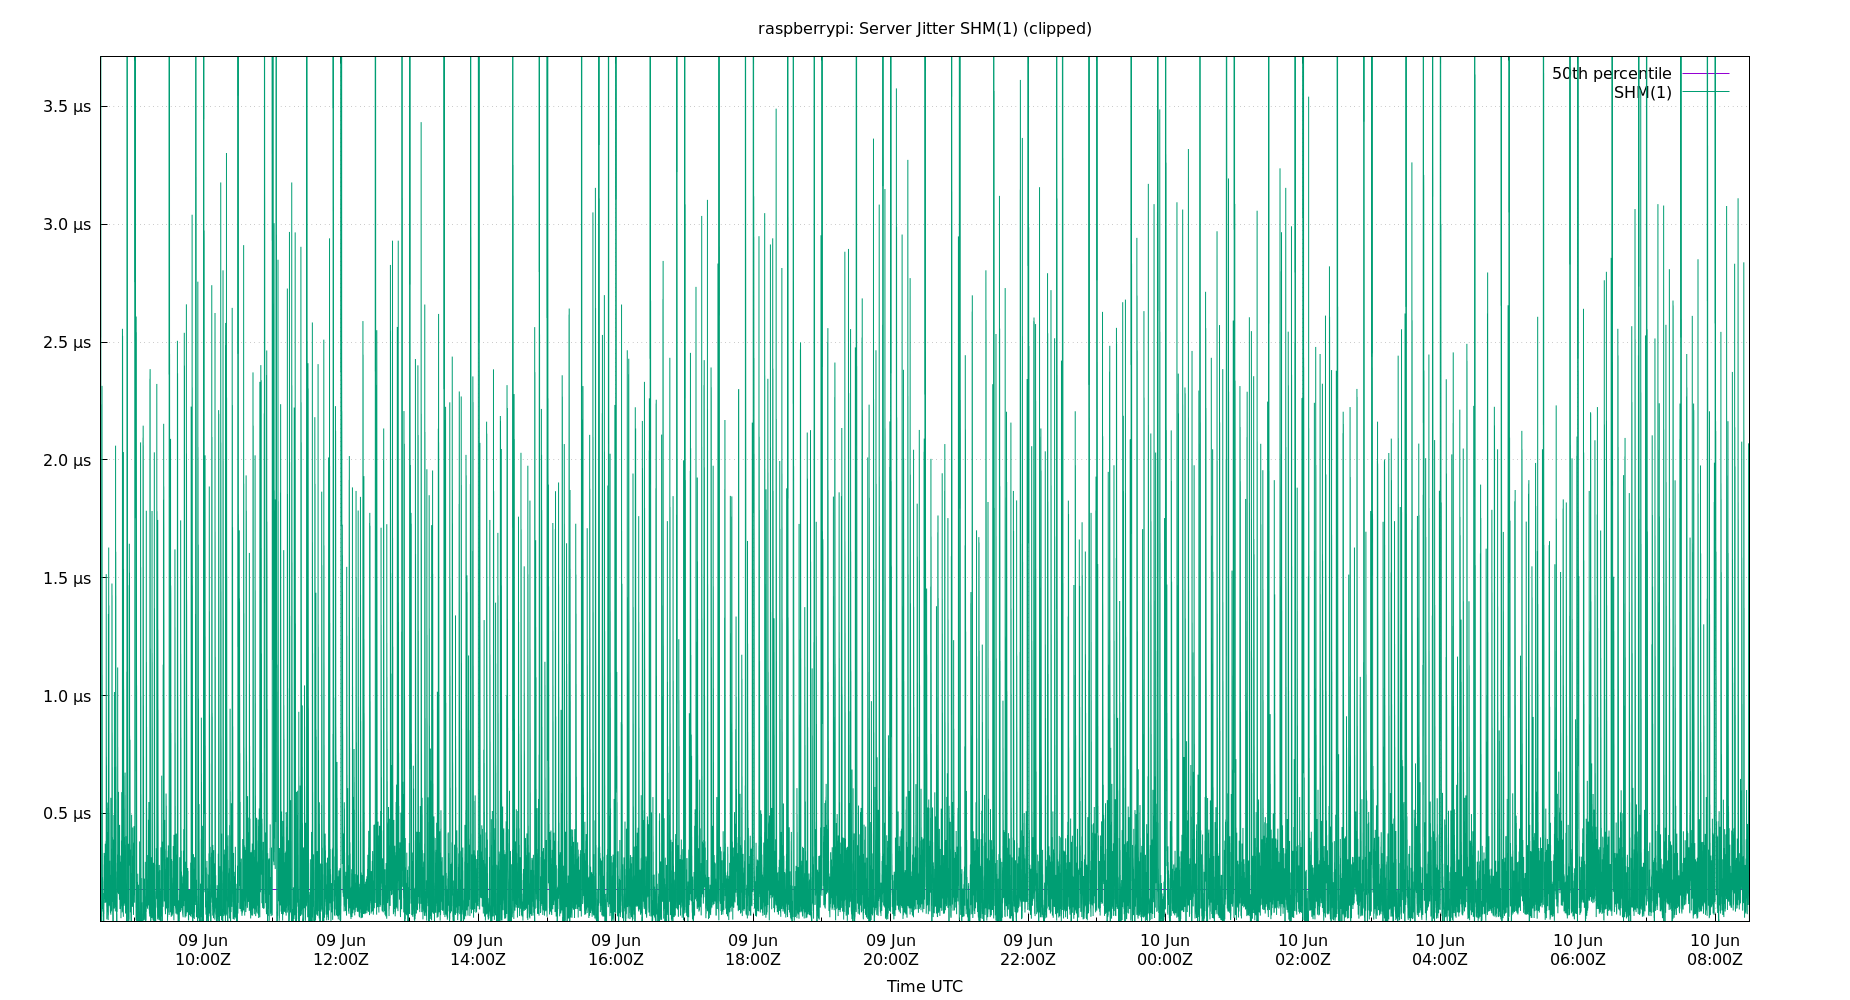 raspberrypi: Server Jitter SHM(1) (clipped)
50th percentile
SHM(1)
3.5 µs
3.0 µs
2.5 µs
2.0 µs
1.5 µs
1.0 µs
0.5 µs
09 Jun 09 Jun 09 Jun 09 Jun 09 Jun 09 Jun 09 Jun 10 Jun 10 Jun 10 Jun 10 Jun 10 Jun
10:00Z 12:00Z 14:00Z 16:00Z 18:00Z 20:00Z 22:00Z 00:00Z 02:00Z 04:00Z 06:00Z 08:00Z
Time UTC